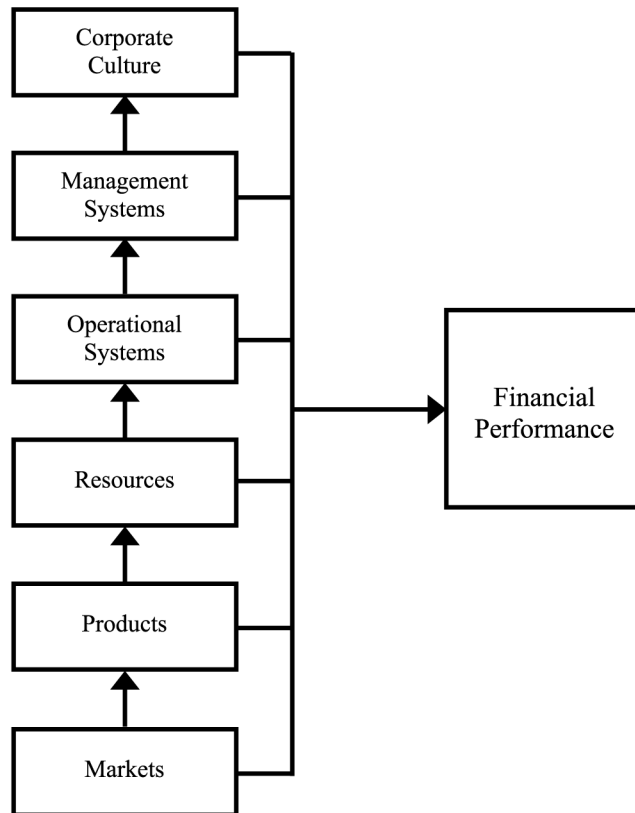 Corporate
Culture
Management
Systems
Operational
Systems
Resources
Products
Markets
Financial
Performance